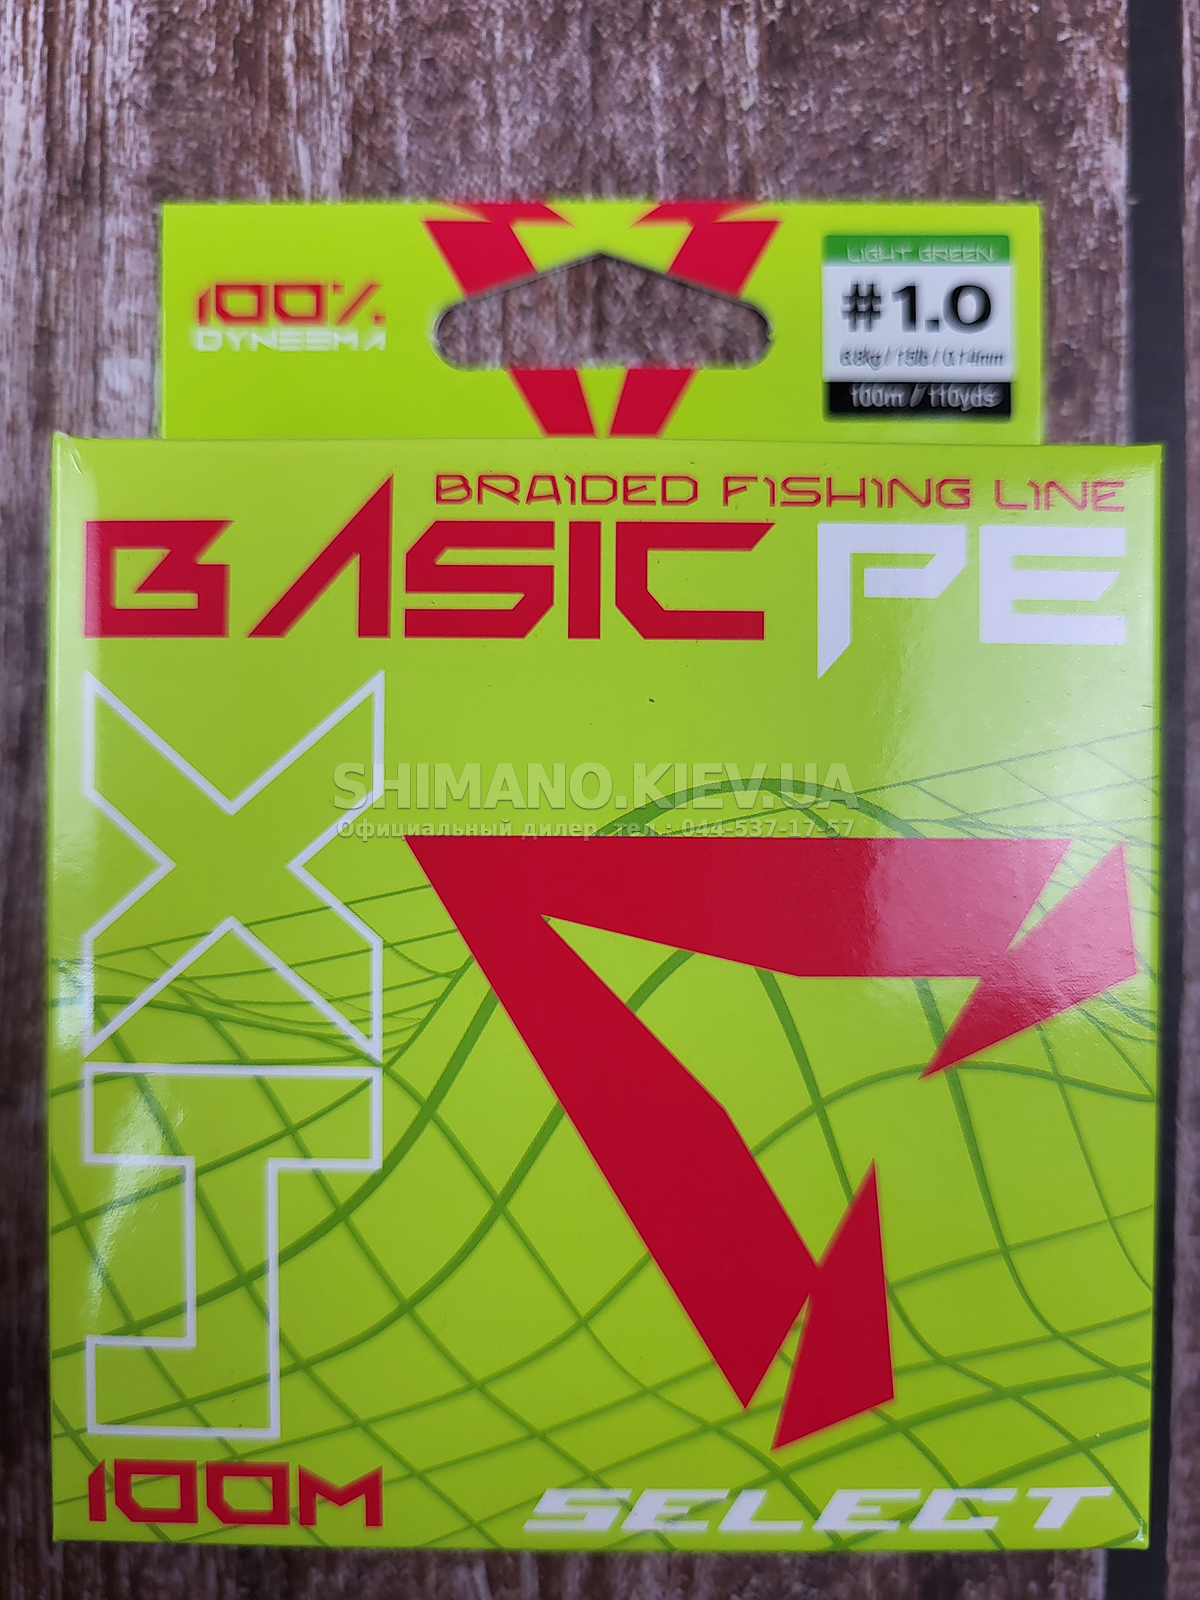 100%
DYNEEMA
LIGHT GREEN
#1.0
6.8kg / 15lb / 0.14mm
100m / 110yds
BRAIDED FISHING LINE
BASIC PE
X
SHIMANO.KIEV.UA
Официальный дилер, тел.: 044-537-17-57
100M
SELECT